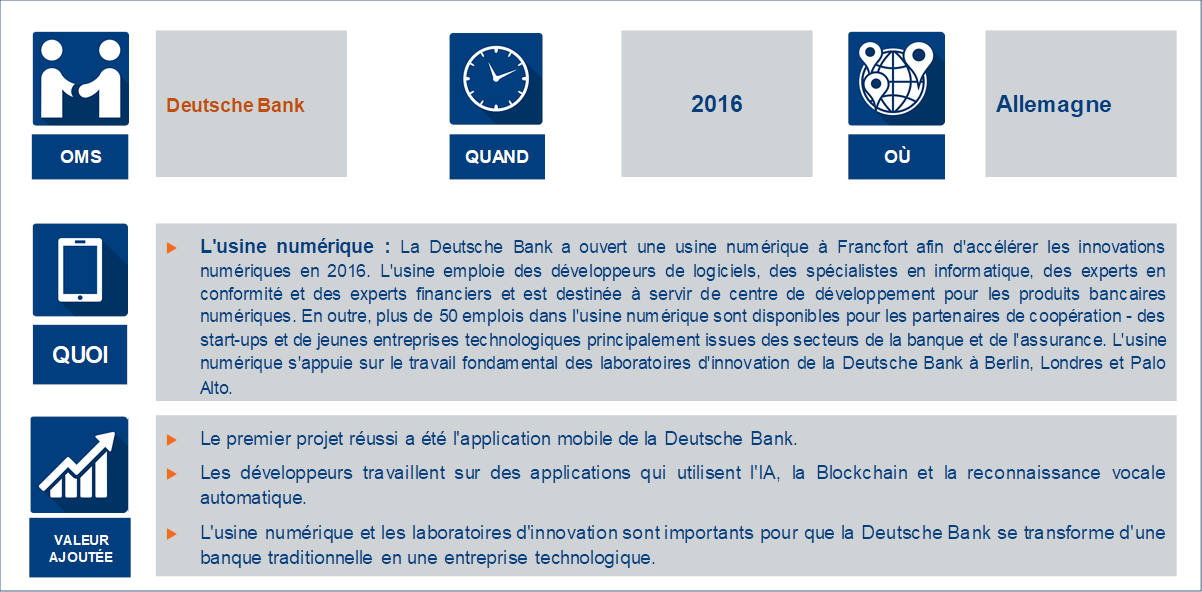 Deutsche Bank
OMS
2016
QUAND
Allemagne
OÙ
QUOI
L'usine numérique : La Deutsche Bank a ouvert une usine numérique à Francfort afin d'accélérer les innovations
numériques en 2016. L'usine emploie des développeurs de logiciels, des spécialistes en informatique, des experts en
conformité et des experts financiers et est destinée à servir de centre de développement pour les produits bancaires
numériques. En outre, plus de 50 emplois dans l'usine numérique sont disponibles pour les partenaires de coopération - des
start-ups et de jeunes entreprises technologiques principalement issues des secteurs de la banque et de l'assurance. L'usine
numérique s'appuie sur le travail fondamental des laboratoires d'innovation de la Deutsche Bank à Berlin, Londres et Palo
Alto.
VALEUR
AJOUTÉE
Le premier projet réussi a été l'application mobile de la Deutsche Bank.
Les développeurs travaillent sur des applications qui utilisent l'IA, la Blockchain et la reconnaissance vocale
automatique.
L'usine numérique et les laboratoires d'innovation sont importants pour que la Deutsche Bank se transforme d'une
banque traditionnelle en une entreprise technologique.